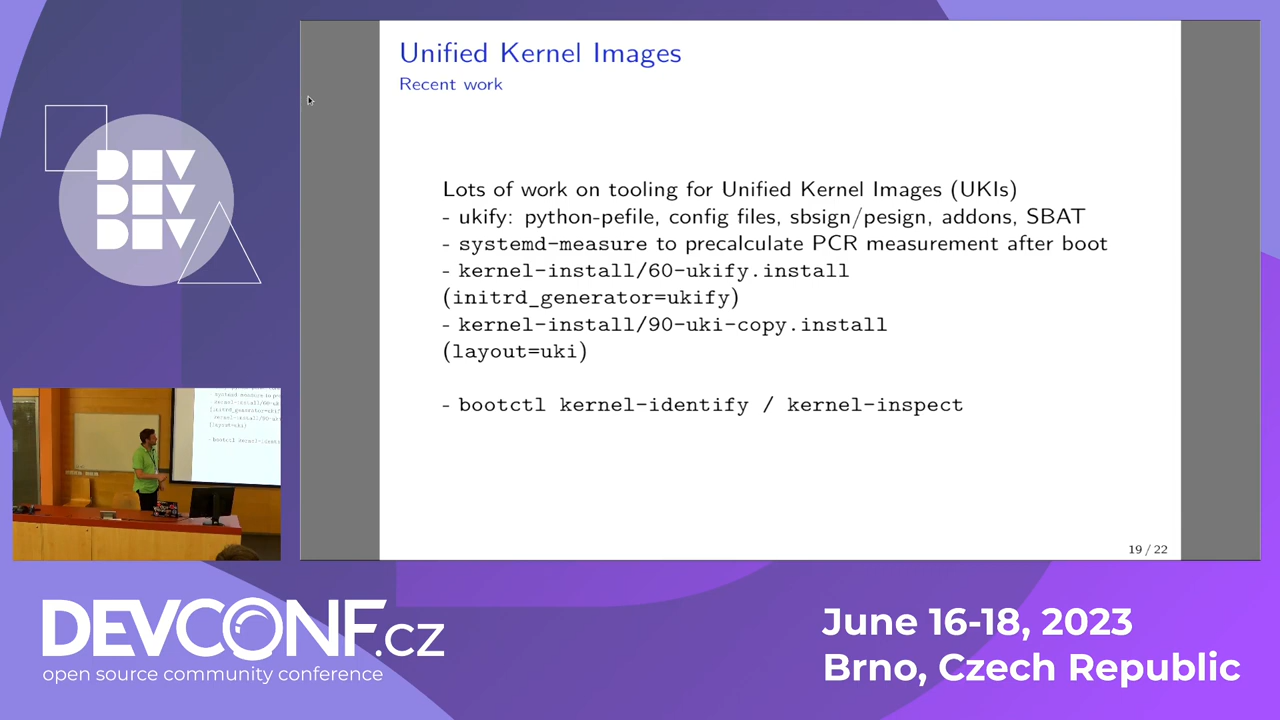 Unified Kernel Images
Recent work
Lots of work on tooling for Unified Kernel Images (UKIs)
- ukify: python-pefile, config files, sbsign/pesign, addons, SBAT
- systemd-measure to precalculate PCR measurement after boot
- kernel-install/60-ukify.install
(initrd_generator=ukify)
- kernel-install/90-uki-copy.install
(layout=uki)
- bootctl kernel-identify / kernel-inspect
19 / 22
DEV
DEV
DEV
DEVCONF.cz
open source community conference
June 16-18, 2023
Brno, Czech Republic